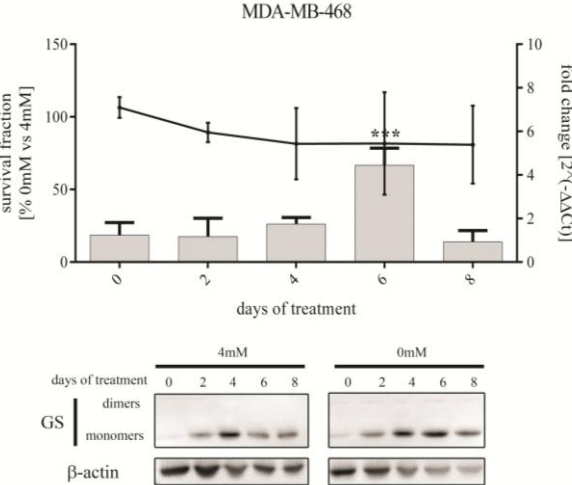 MDA-MB-468
150
100
50
0
survival fraction
[% 0mM vs 4mM]
***
10
8
6
4
2
0
fold change [2^(-ΔΔCt)]
0 2 4 6 8
days of treatment
4mM 0mM
days of treatment 0 2 4 6 8 0 2 4 6 8
dimers
GS
monomers
β-actin